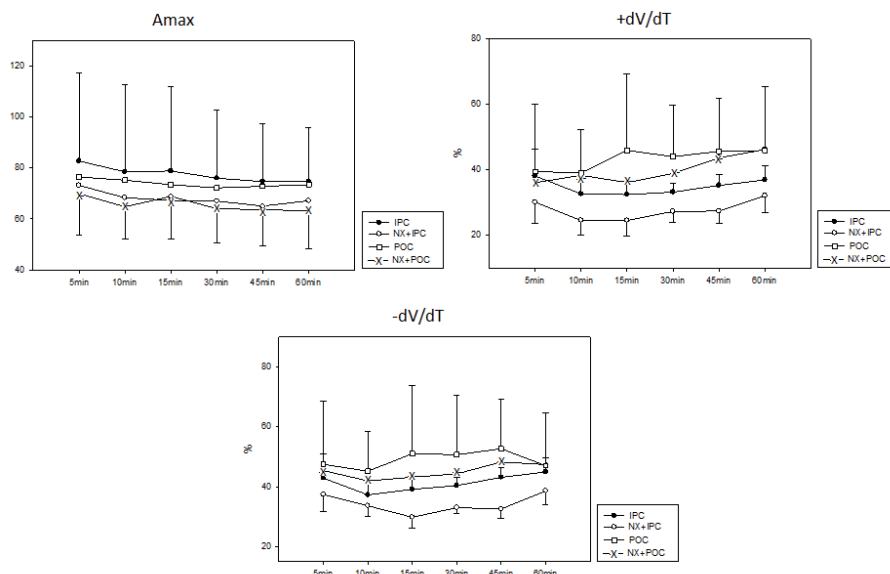 Amax
120
100
80
60
40
5min 10min 15min 30min 45min 60min
IPC
NX+IPC
POC
NX+POC
+dV/dT
%
80
60
40
20
5min 10min 15min 30min 45min 60min
IPC
NX+IPC
POC
NX+POC
-dV/dT
%
80
60
40
20
5min 10min 15min 30min 45min 60min
IPC
NX+IPC
POC
NX+POC